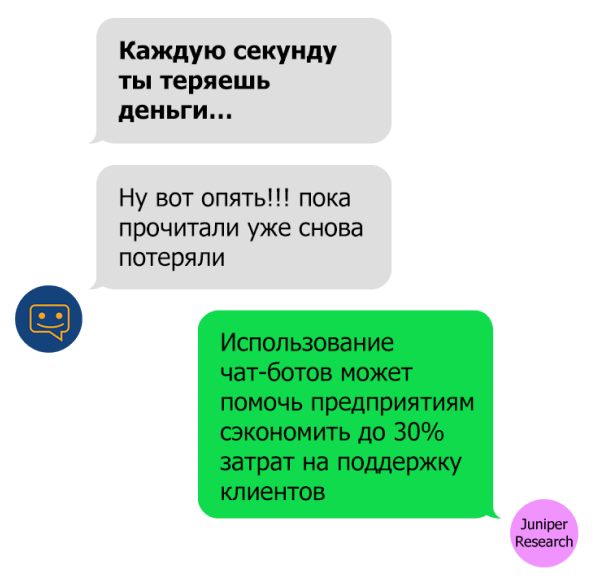 Каждую секунду
ты теряешь
деньги...
Ну вот опять!!! пока
прочитали уже снова
потеряли
Использование
чат-ботов может
помочь предприятиям
сэкономить до 30%
затрат на поддержку
клиентов
Juniper
Research